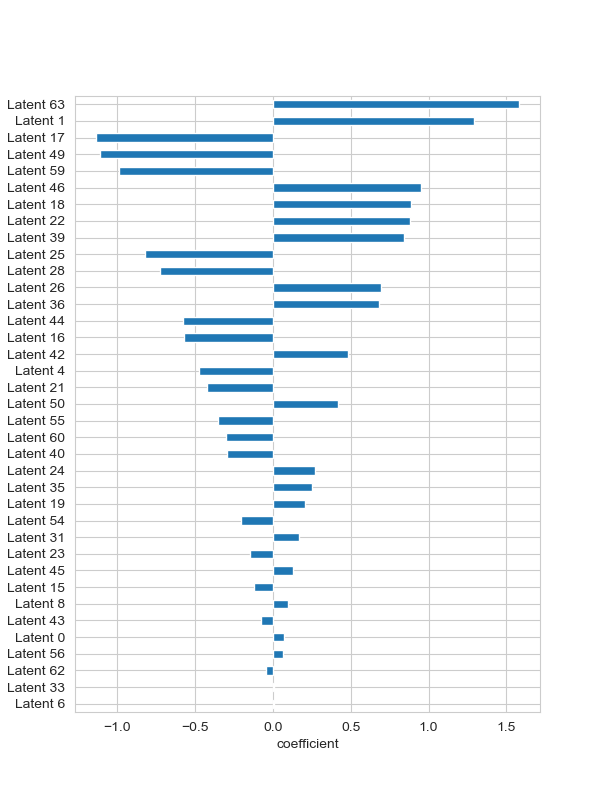 Latent 63
Latent 1
Latent 17
Latent 49
Latent 59
Latent 46
Latent 18
Latent 22
Latent 39
Latent 25
Latent 28
Latent 26
Latent 36
Latent 44
Latent 16
Latent 42
Latent 4
Latent 21
Latent 50
Latent 55
Latent 60
Latent 40
Latent 24
Latent 35
Latent 19
Latent 54
Latent 31
Latent 23
Latent 45
Latent 15
Latent 8
Latent 43
Latent 0
Latent 56
Latent 62
Latent 33
Latent 6
−1.0 −0.5 0.0 0.5 1.0 1.5
coefficient